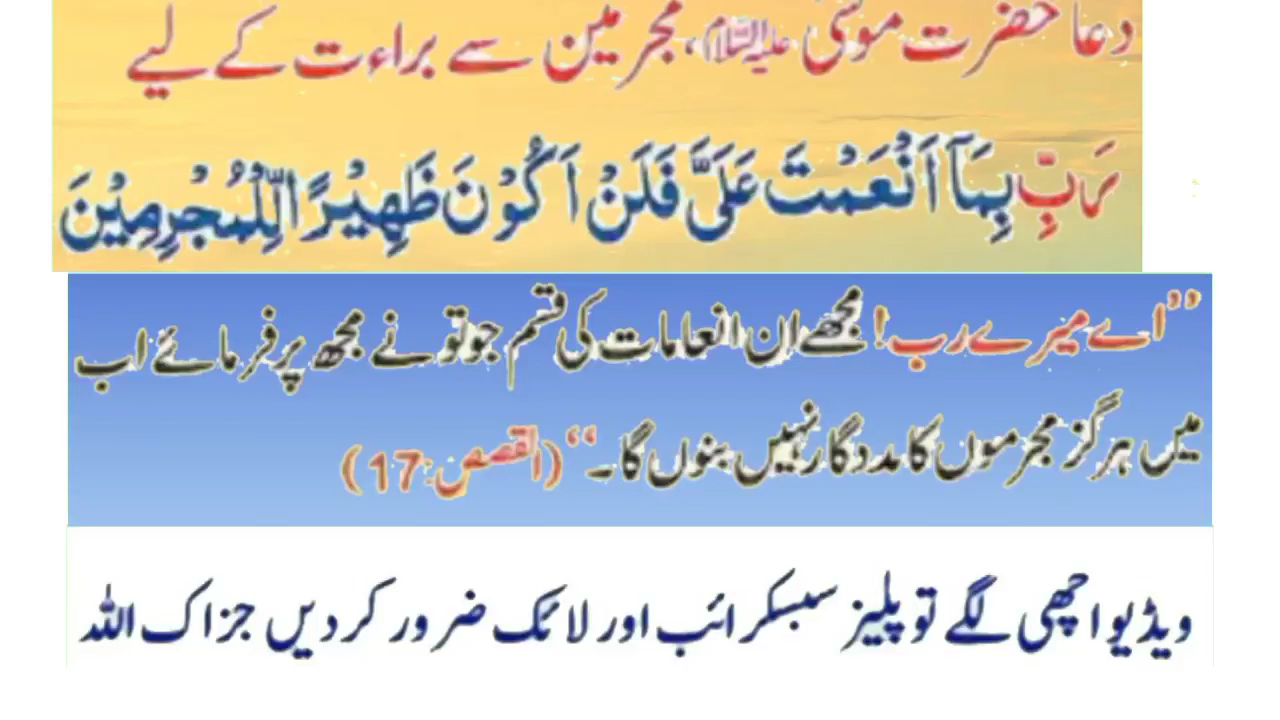 دعا حضرت موسیٰ علیہ السلام، مجرمین سے براءت کے لیے
رَبِّ بِمَآ اَنْعَمْتَ عَلَیَّ فَلَنْ اَكُوْنَ ظَهِیْرًا لِّلْمُجْرِمِیْنَ
”اے میرے رب! مجھے ان انعامات کی قسم جو تو نے مجھ پر فرمائے اب
میں ہرگز مجرموں کا مددگار نہیں بنوں گا۔“ (القصص:17)
ویڈیو اچھی لگے تو پلیز سبسکرائب اور لائک ضرور کر دیں جزاک اللہ